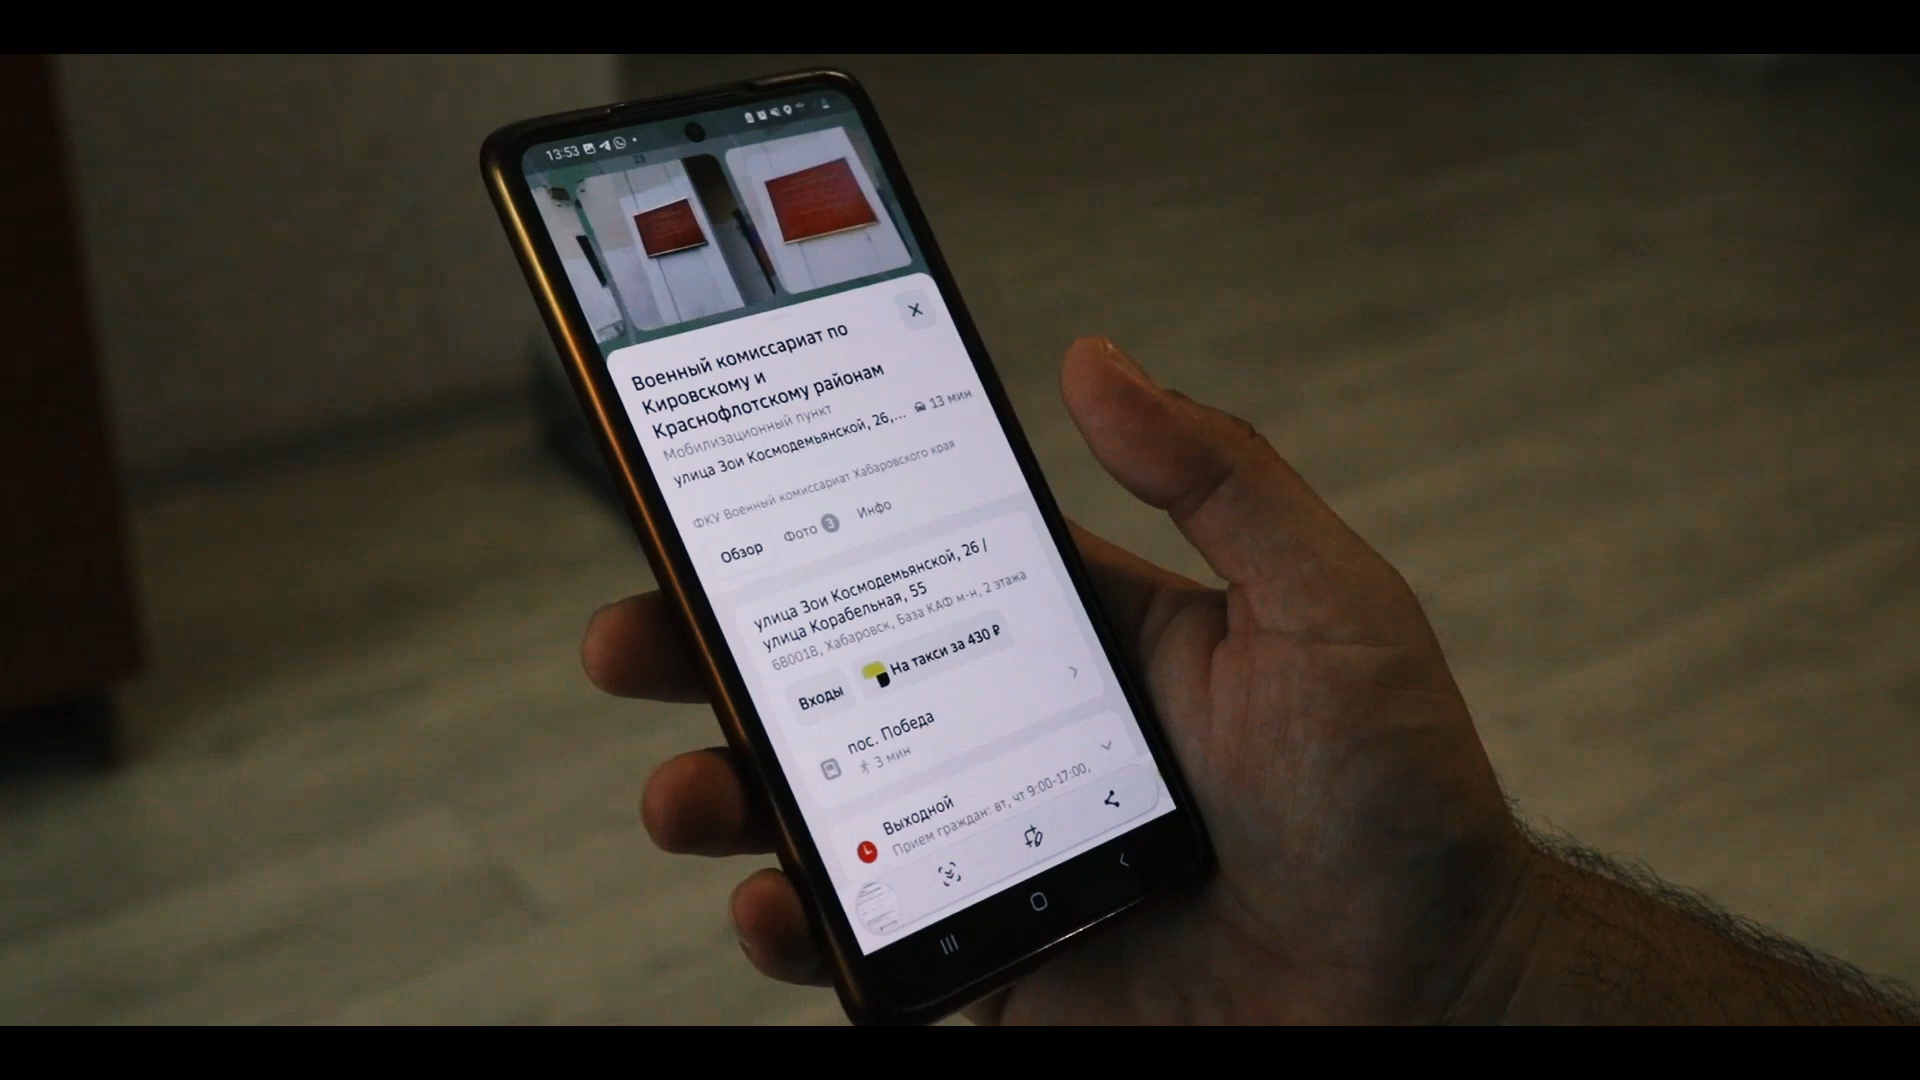 13:53
Военный комиссариат по
Кировскому и
Краснофлотскому районам
Мобилизационный пункт
улица Зои Космодемьянской, 26,... 13 мин
ФКУ Военный комиссариат Хабаровского края
Обзор Фото 3 Инфо
улица Зои Космодемьянской, 26 /
улица Корабельная, 55
680018, Хабаровск, База КАФ м-н, 2 этажа
Входы На такси за 430 ₽
пос. Победа
3 мин
Выходной
Прием граждан: вт, чт 9:00-17:00,